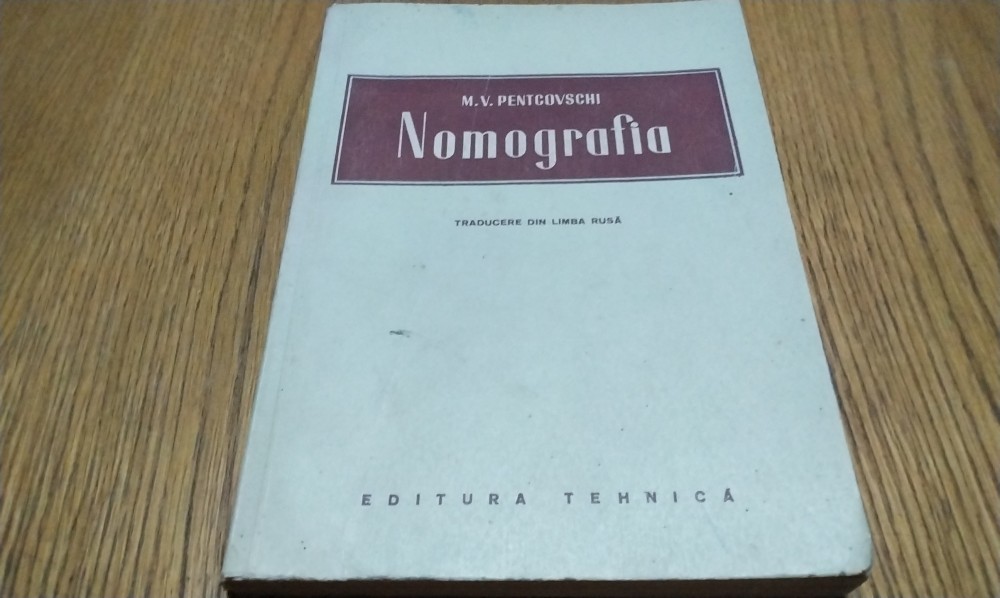 M.V. PENTCOVSCHI
Nomografia
TRADUCERE DIN LIMBA RUSĂ
EDITURA TEHNICĂ